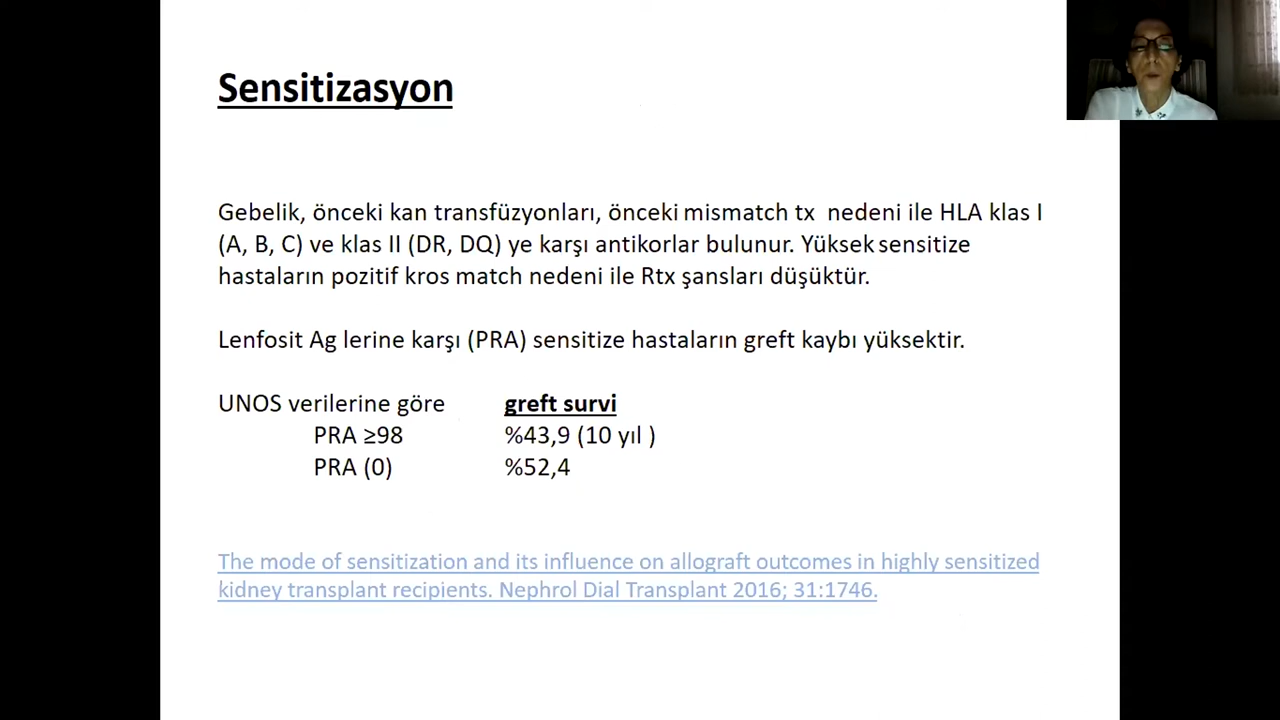 Sensitizasyon
Gebelik, önceki kan transfüzyonları, önceki mismatch tx nedeni ile HLA klas I
(A, B, C) ve klas II (DR, DQ) ye karşı antikorlar bulunur. Yüksek sensitize
hastaların pozitif kros match nedeni ile Rtx şansları düşüktür.
Lenfosit Ag lerine karşı (PRA) sensitize hastaların greft kaybı yüksektir.
UNOS verilerine göre greft survi
PRA ≥98 %43,9 (10 yıl )
PRA (0) %52,4
The mode of sensitization and its influence on allograft outcomes in highly sensitized
kidney transplant recipients. Nephrol Dial Transplant 2016; 31:1746.